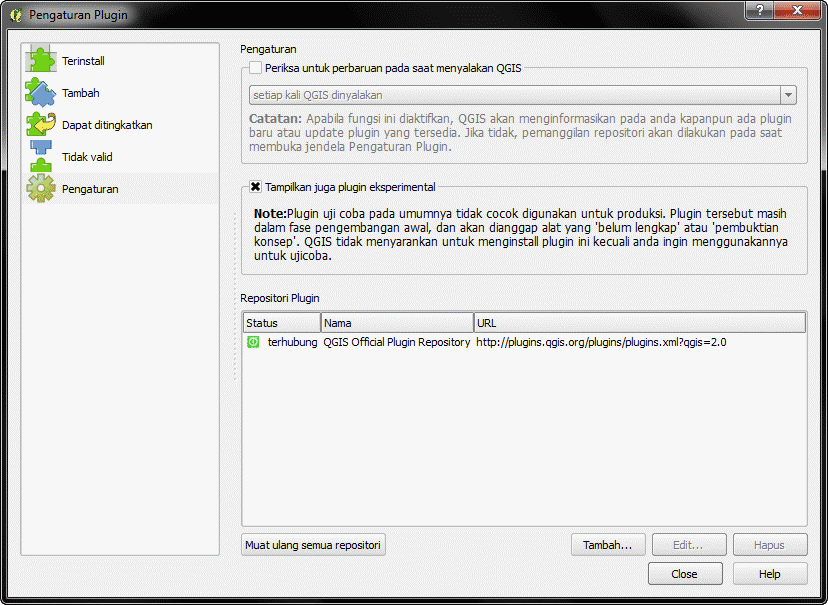 Pengaturan Plugin
Terinstall
Tambah
Dapat ditingkatkan
Tidak valid
Pengaturan
Pengaturan
Periksa untuk perbaruan pada saat menyalakan QGIS
setiap kali QGIS dinyalakan
Catatan: Apabila fungsi ini diaktifkan, QGIS akan menginformasikan pada anda kapanpun ada plugin
baru atau update plugin yang tersedia. Jika tidak, pemanggilan repositori akan dilakukan pada saat
membuka jendela Pengaturan Plugin.
Tampilkan juga plugin eksperimental
Note:Plugin uji coba pada umumnya tidak cocok digunakan untuk produksi. Plugin tersebut masih
dalam fase pengembangan awal, dan akan dianggap alat yang 'belum lengkap' atau 'pembuktian
konsep'. QGIS tidak menyarankan untuk menginstall plugin ini kecuali anda ingin menggunakannya
untuk ujicoba.
Repositori Plugin
Status Nama URL
terhubung QGIS Official Plugin Repository http://plugins.qgis.org/plugins/plugins.xml?qgis=2.0
Muat ulang semua repositori Tambah... Edit... Hapus
Close Help